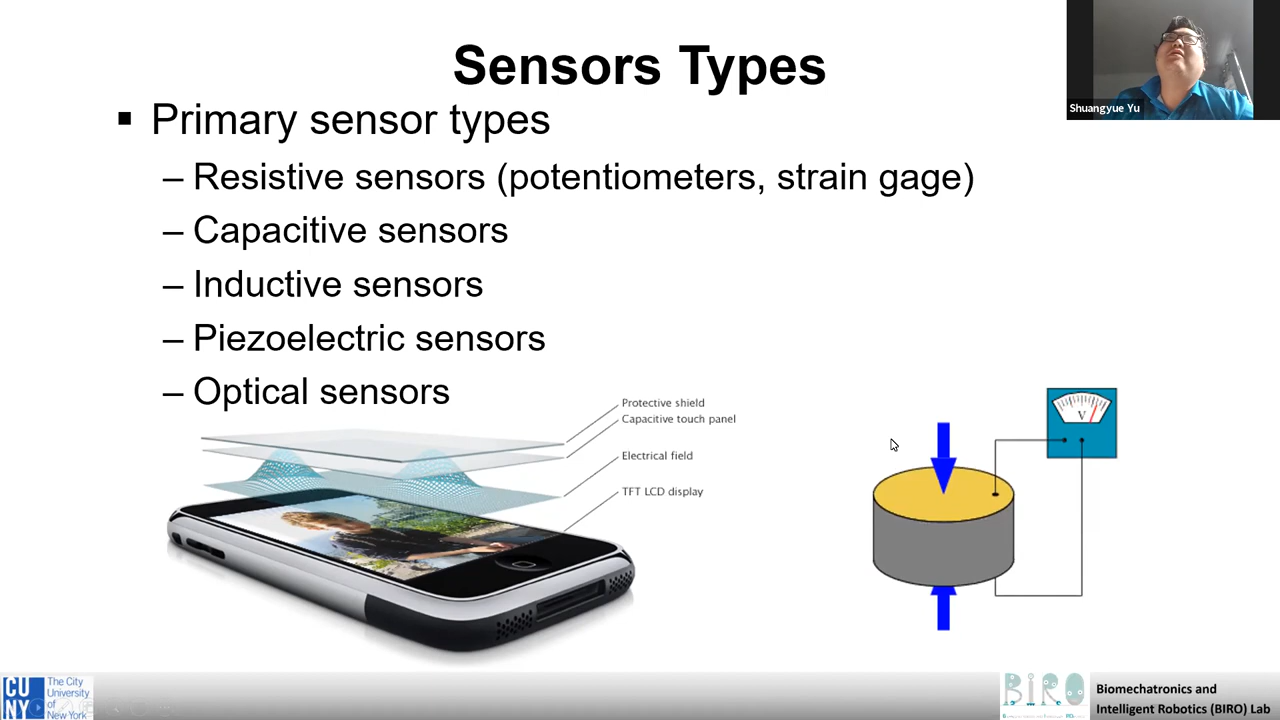 Sensors Types
Shuangyue Yu
▪ Primary sensor types
– Resistive sensors (potentiometers, strain gage)
– Capacitive sensors
– Inductive sensors
– Piezoelectric sensors
– Optical sensors
Protective shield
Capacitive touch panel
Electrical field
TFT LCD display
V
CU
NY
The City
University
of
New York
BIRO
Biomechatronics and
Intelligent Robotics (BIRO) Lab